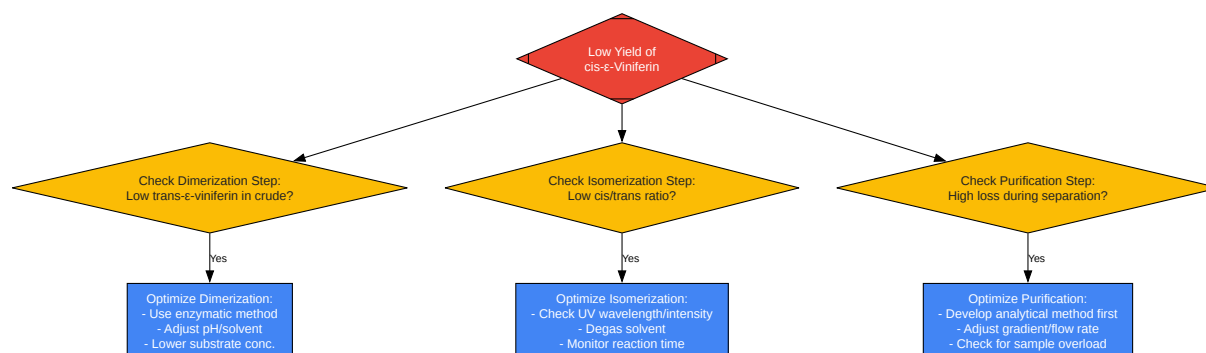 Low Yield of
cis-ε-Viniferin
Check Dimerization Step:
Low trans-ε-viniferin in crude?
Check Isomerization Step:
Low cis/trans ratio?
Check Purification Step:
High loss during separation?
Yes
Yes
Yes
Optimize Dimerization:
- Use enzymatic method
- Adjust pH/solvent
- Lower substrate conc.
Optimize Isomerization:
- Check UV wavelength/intensity
- Degas solvent
- Monitor reaction time
Optimize Purification:
- Develop analytical method first
- Adjust gradient/flow rate
- Check for sample overload